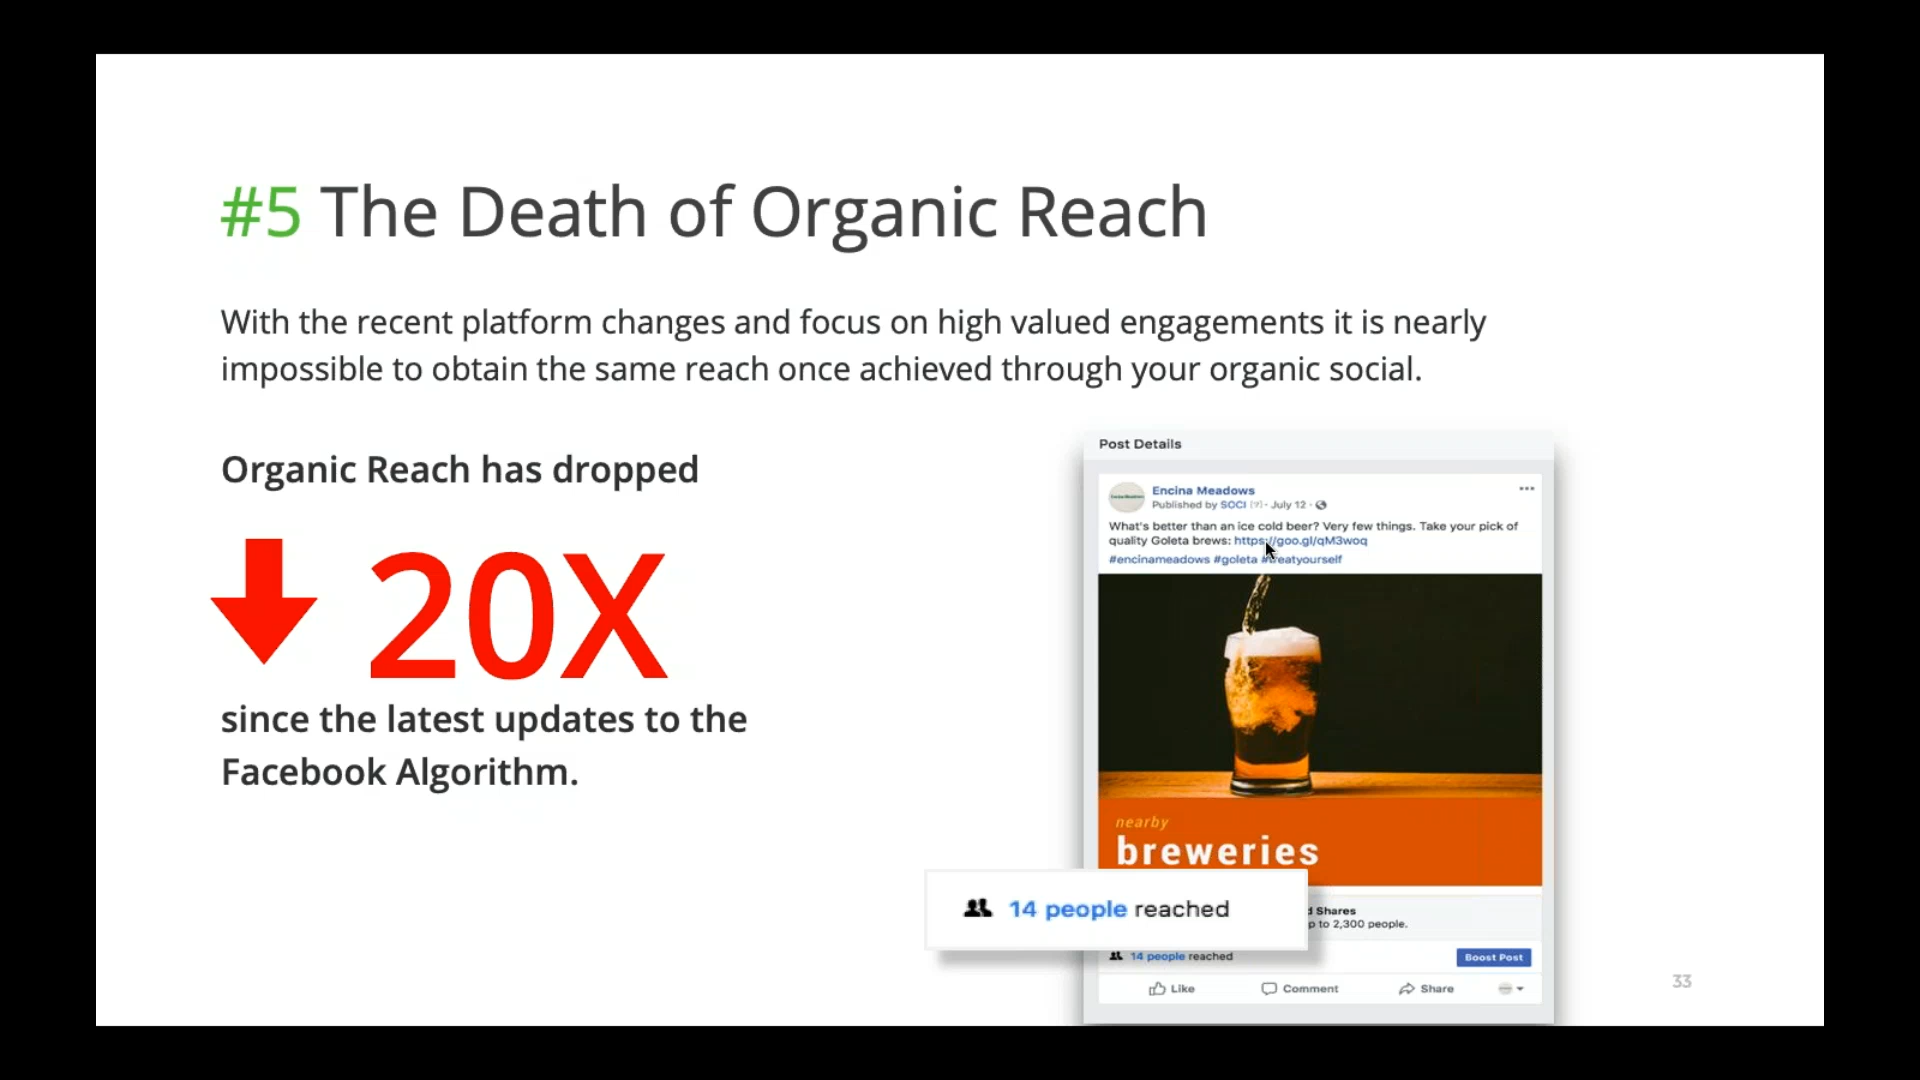 #5 The Death of Organic Reach
With the recent platform changes and focus on high valued engagements it is nearly
impossible to obtain the same reach once achieved through your organic social.
Organic Reach has dropped
20X
since the latest updates to the
Facebook Algorithm.
Post Details
Encina Meadows
Published by SOCi [?] · July 12 ·
What's better than an ice cold beer? Very few things. Take your pick of
quality Goleta brews: https://goo.gl/qM3woq
#encinameadows #goleta #treatyourself
nearby
breweries
14 people reached
d Shares
p to 2,300 people.
14 people reached
Boost Post
Like Comment Share
33